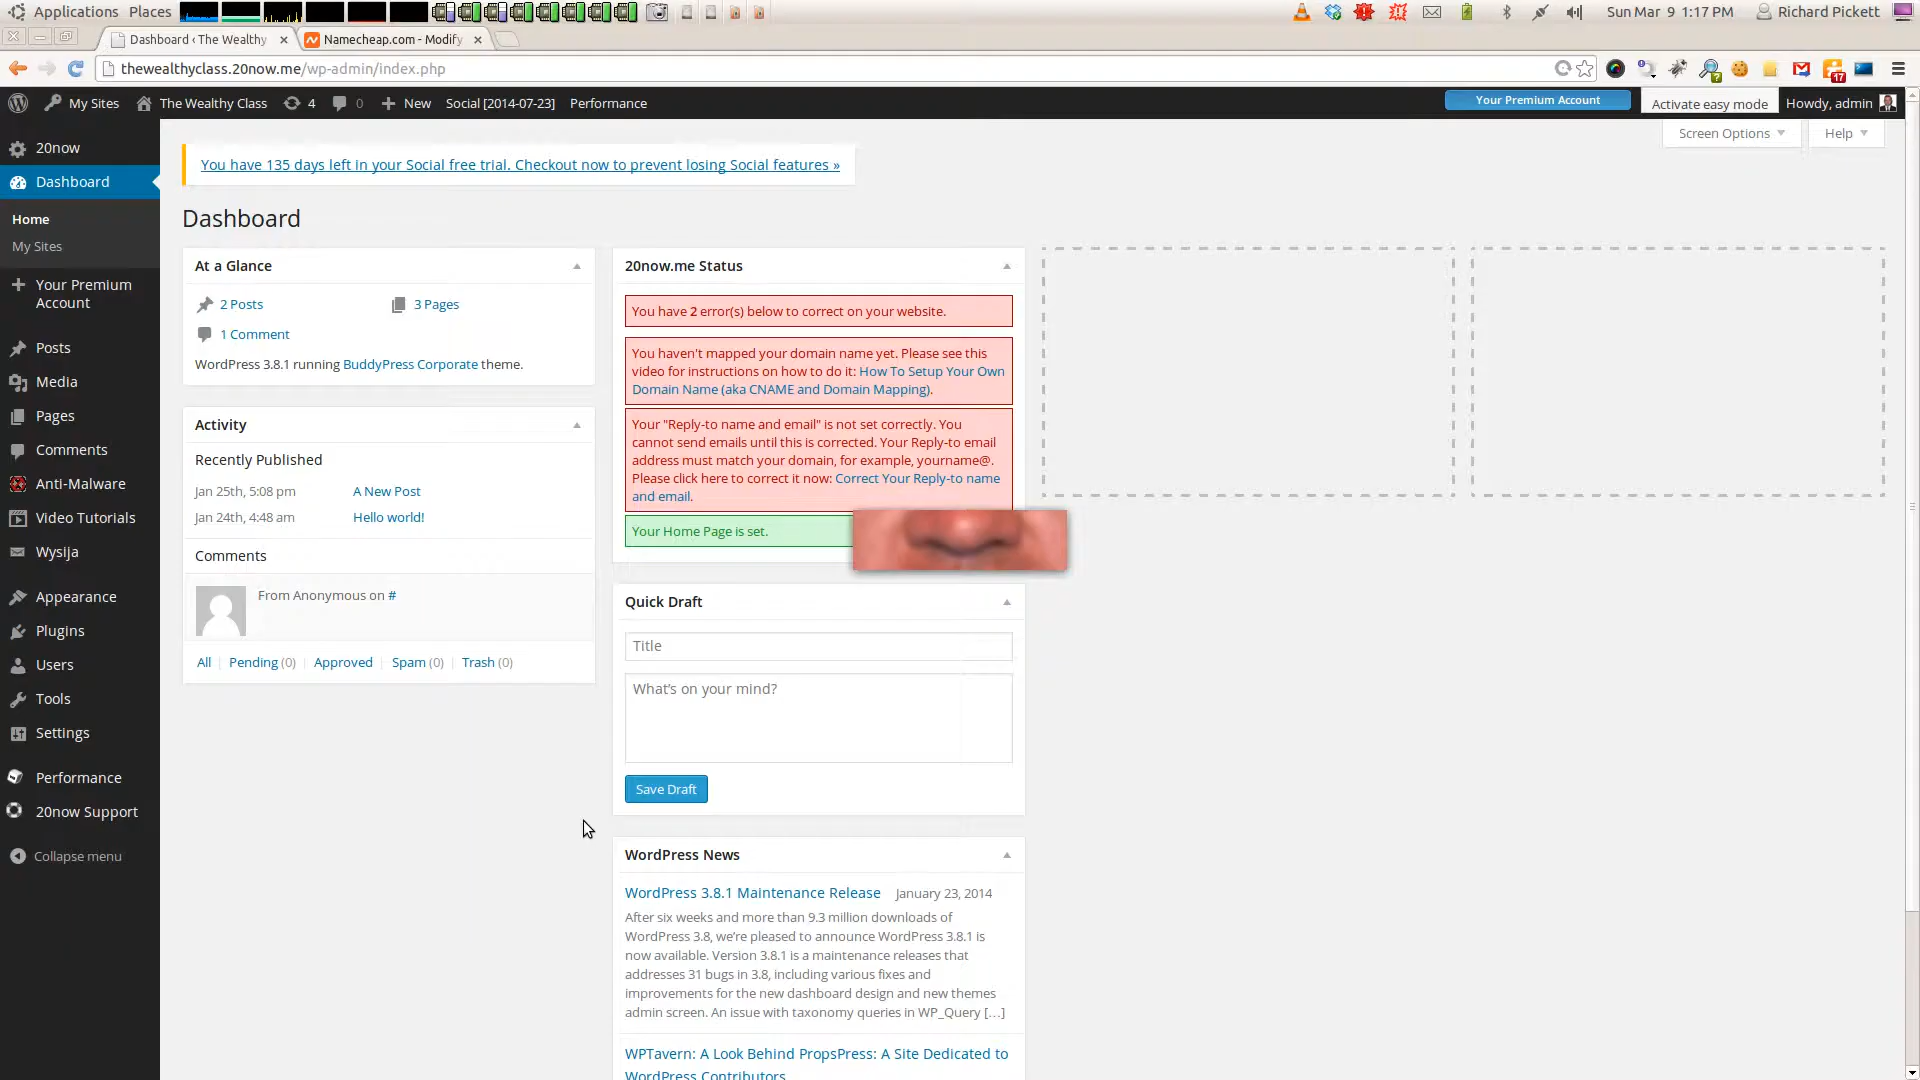 Applications Places
Sun Mar 9 1:17 PM Richard Pickett
Dashboard ‹ The Wealthy
Namecheap.com - Modify
thewealthyclass.20now.me/wp-admin/index.php
17
My Sites The Wealthy Class 4 0 New Social [2014-07-23] Performance
Your Premium Account
Activate easy mode
Howdy, admin
Screen Options
Help
20now
Dashboard
Home
My Sites
Your Premium
Account
Posts
Media
Pages
Comments
Anti-Malware
Video Tutorials
Wysija
Appearance
Plugins
Users
Tools
Settings
Performance
20now Support
Collapse menu
You have 135 days left in your Social free trial. Checkout now to prevent losing Social features »
Dashboard
At a Glance
2 Posts
3 Pages
1 Comment
WordPress 3.8.1 running BuddyPress Corporate theme.
Activity
Recently Published
Jan 25th, 5:08 pm A New Post
Jan 24th, 4:48 am Hello world!
Comments
From Anonymous on #
All | Pending (0) | Approved | Spam (0) | Trash (0)
20now.me Status
You have 2 error(s) below to correct on your website.
You haven't mapped your domain name yet. Please see this
video for instructions on how to do it: How To Setup Your Own
Domain Name (aka CNAME and Domain Mapping).
Your "Reply-to name and email" is not set correctly. You
cannot send emails until this is corrected. Your Reply-to email
address must match your domain, for example, yourname@.
Please click here to correct it now: Correct Your Reply-to name
and email.
Your Home Page is set.
Quick Draft
Title
What's on your mind?
Save Draft
WordPress News
WordPress 3.8.1 Maintenance Release January 23, 2014
After six weeks and more than 9.3 million downloads of
WordPress 3.8, we're pleased to announce WordPress 3.8.1 is
now available. Version 3.8.1 is a maintenance releases that
addresses 31 bugs in 3.8, including various fixes and
improvements for the new dashboard design and new themes
admin screen. An issue with taxonomy queries in WP_Query […]
WPTavern: A Look Behind PropsPress: A Site Dedicated to
WordPress Contributors